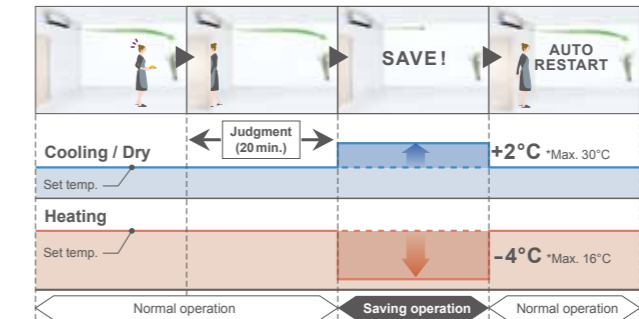 SAVE!
AUTO
RESTART
Judgment
(20 min.)
Cooling / Dry
+2°C *Max. 30°C
Set temp.
Heating
Set temp.
-4°C *Max. 16°C
Normal operation
Saving operation
Normal operation